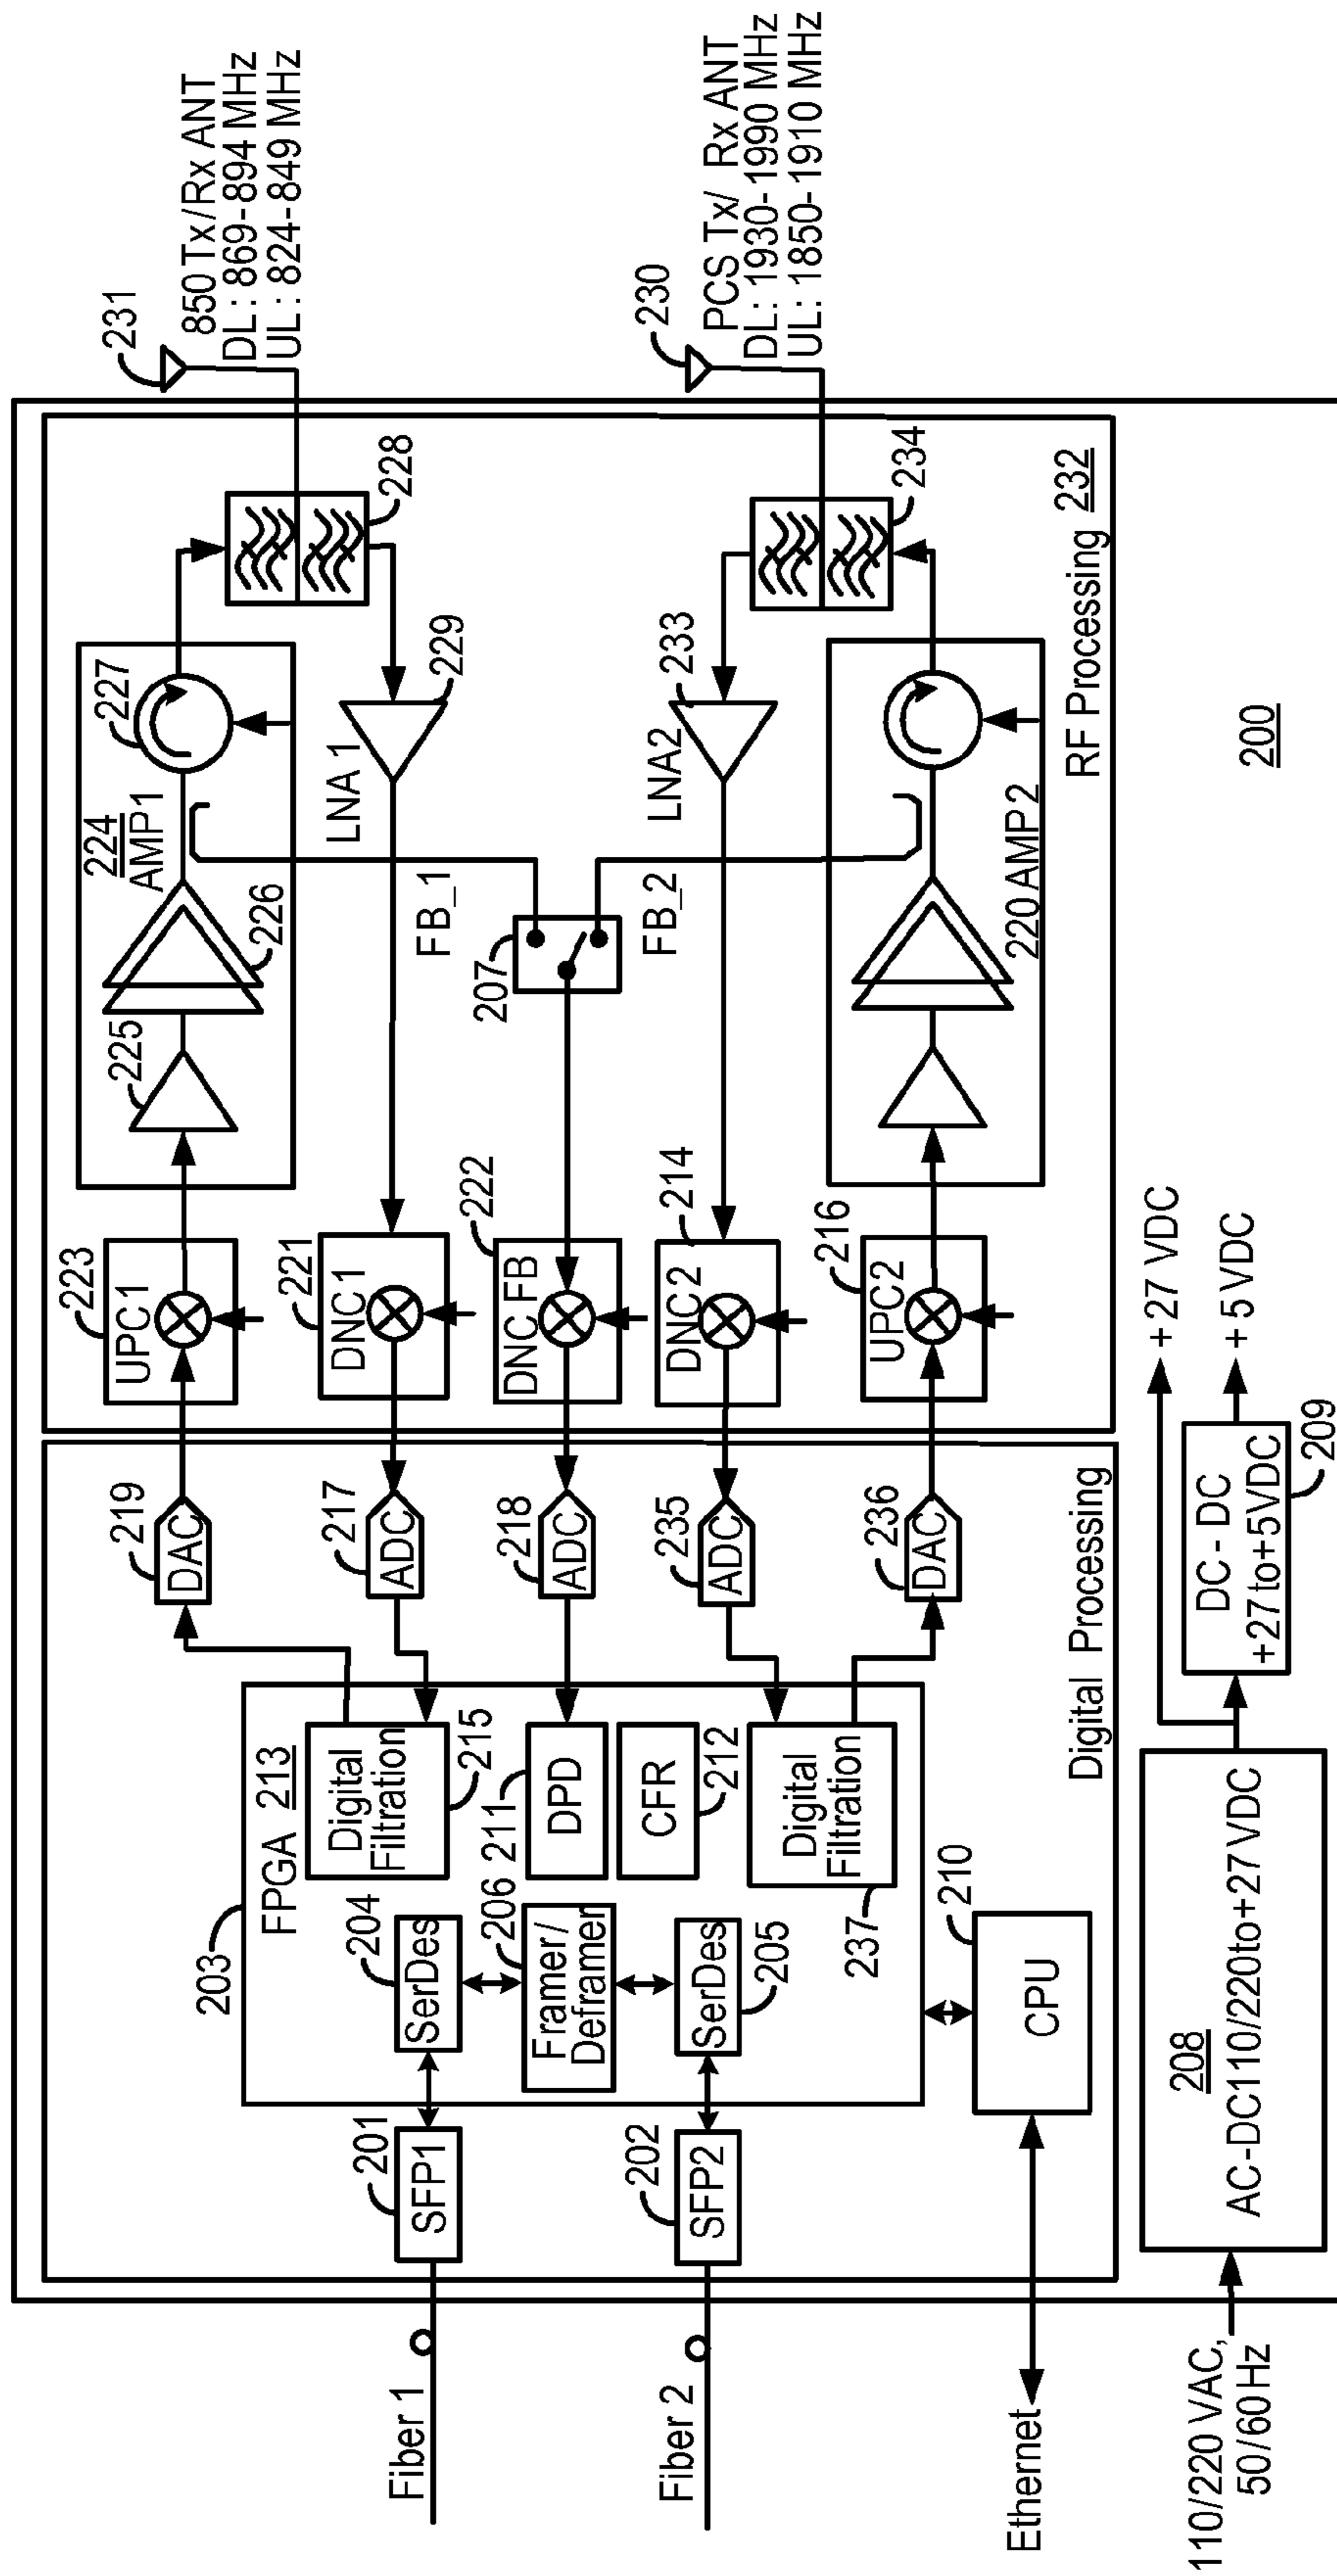 850 Tx/Rx ANT
DL: 869-894 MHz
UL: 824-849 MHz
231
PCS Tx/ Rx ANT
DL: 1930-1990 MHz
UL: 1850-1910 MHz
230
Fiber 1
Fiber 2
Ethernet
110/220 VAC,
50/60 Hz
201
SFP1
202
SFP2
203
FPGA 213
204
SerDes
206
Framer/
Deframer
SerDes
205
Digital
Filtration
215
211
DPD
CFR
212
Digital
Filtration
237
210
CPU
219
DAC
217
ADC
218
ADC
235
ADC
236
DAC
Digital Processing
223
UPC1
221
DNC1
222
DNC FB
214
DNC2
216
UPC2
225
226
224
AMP1
227
228
LNA 1
229
FB_1
207
FB_2
LNA2
233
234
220 AMP2
RF Processing 232
208
AC-DC110/220to+27 VDC
DC - DC
+27 to+5VDC
209
+27 VDC
+5 VDC
200